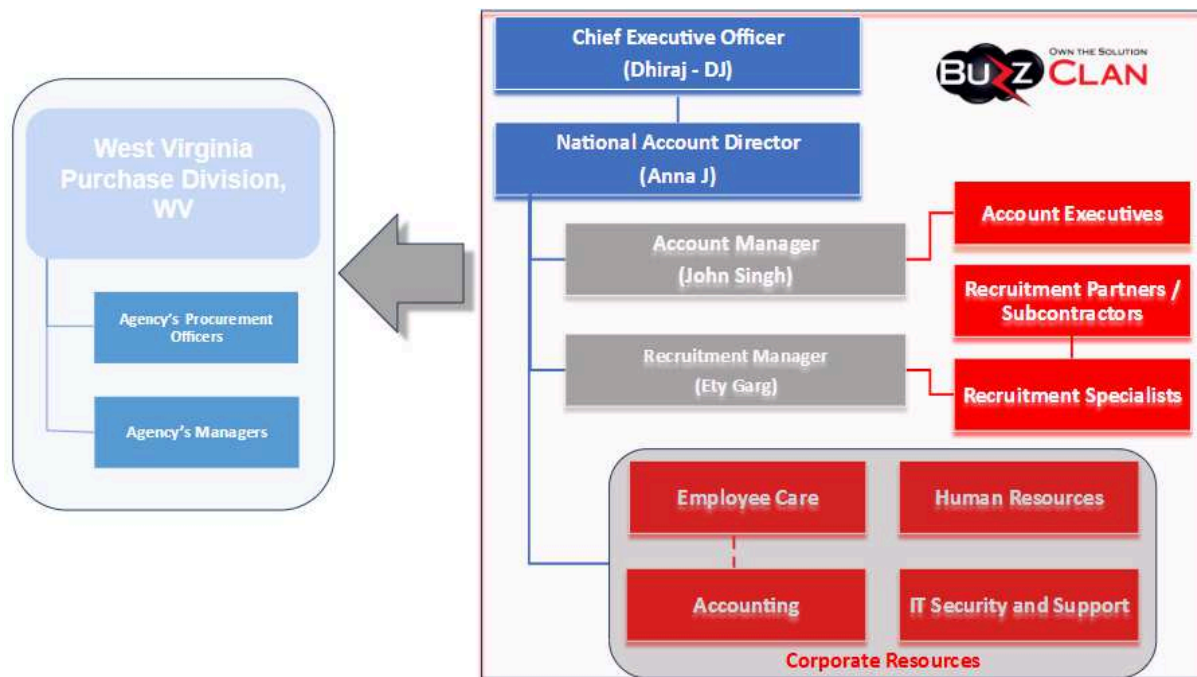 West Virginia
Purchase Division,
WV
Agency's Procurement
Officers
Agency's Managers
Chief Executive Officer
(Dhiraj - DJ)
OWN THE SOLUTION
BUZZ
CLAN
National Account Director
(Anna J)
Account Manager
(John Singh)
Account Executives
Recruitment Partners /
Subcontractors
Recruitment Manager
(Ety Garg)
Recruitment Specialists
Employee Care
Human Resources
Accounting
IT Security and Support
Corporate Resources